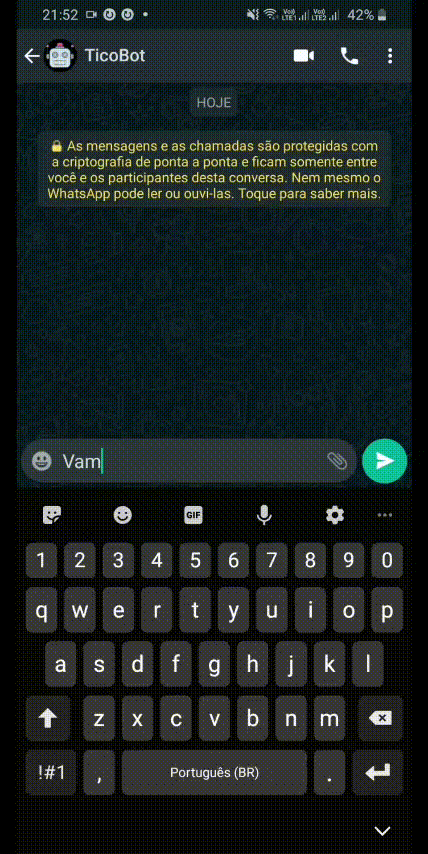 21:52 42%
TicoBot
HOJE
As mensagens e as chamadas são protegidas com
a criptografia de ponta a ponta e ficam somente entre
você e os participantes desta conversa. Nem mesmo o
WhatsApp pode ler ou ouvi-las. Toque para saber mais.
Vam
GIF
1 2 3 4 5 6 7 8 9 0
q w e r t y u i o p
a s d f g h j k l
z x c v b n m
!#1 , Português (BR) .